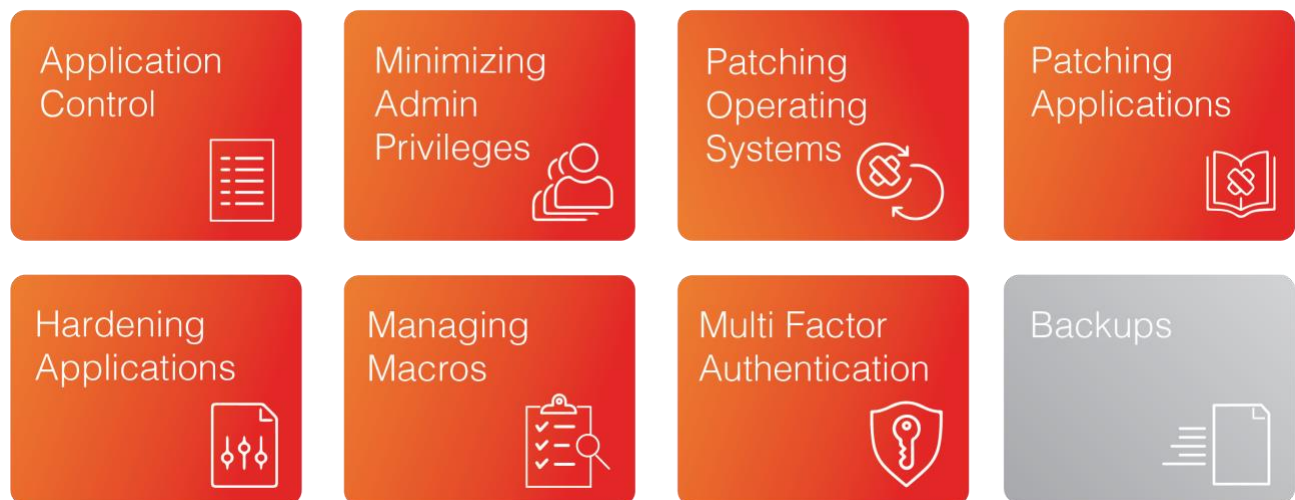 Application
Control
Minimizing
Admin
Privileges
Patching
Operating
Systems
Patching
Applications
Hardening
Applications
Managing
Macros
Multi Factor
Authentication
Backups